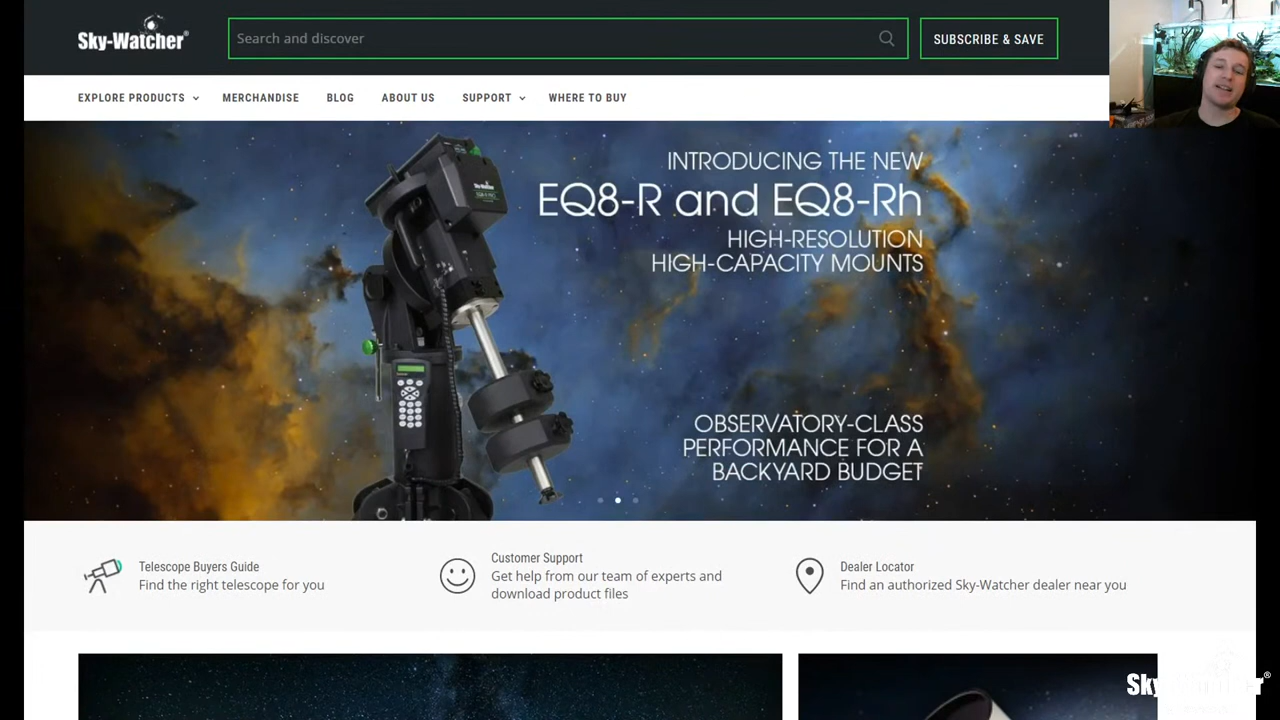 Sky-Watcher®
Search and discover
SUBSCRIBE & SAVE
EXPLORE PRODUCTS
MERCHANDISE
BLOG
ABOUT US
SUPPORT
WHERE TO BUY
INTRODUCING THE NEW
EQ8-R and EQ8-Rh
HIGH-RESOLUTION
HIGH-CAPACITY MOUNTS
Sky-Watcher
OBSERVATORY-CLASS
PERFORMANCE FOR A
BACKYARD BUDGET
Telescope Buyers Guide
Find the right telescope for you
Customer Support
Get help from our team of experts and
download product files
Dealer Locator
Find an authorized Sky-Watcher dealer near you
Sky-Watcher®